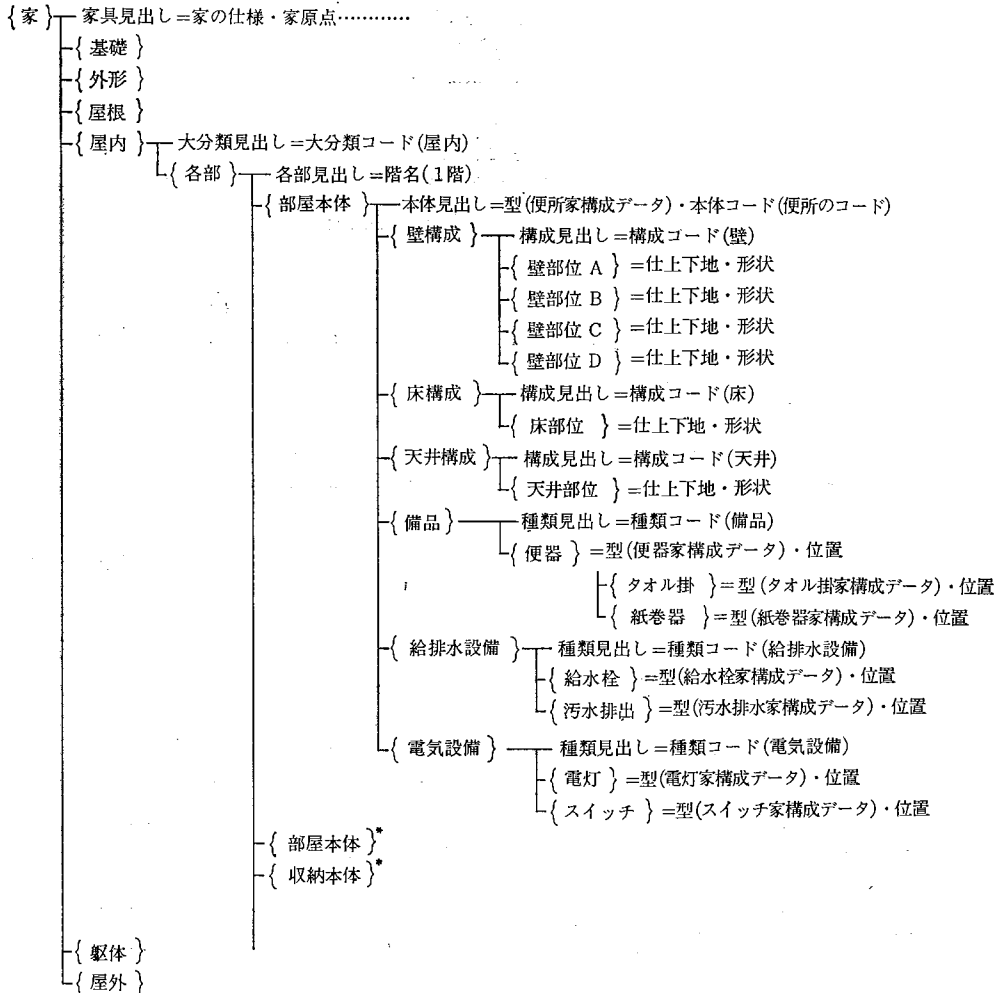 {家} 家具見出し=家の仕様・家原点…………
{基礎}
{外形}
{屋根}
{屋内} 大分類見出し=大分類コード(屋内)
{各部} 各部見出し=階名(1階)
{部屋本体} 本体見出し=型(便所家構成データ)・本体コード(便所のコード)
{壁構成} 構成見出し=構成コード(壁)
{壁部位 A}=仕上下地・形状
{壁部位 B}=仕上下地・形状
{壁部位 C}=仕上下地・形状
{壁部位 D}=仕上下地・形状
{床構成} 構成見出し=構成コード(床)
{床部位}=仕上下地・形状
{天井構成} 構成見出し=構成コード(天井)
{天井部位}=仕上下地・形状
{備品} 種類見出し=種類コード(備品)
{便器}=型(便器家構成データ)・位置
{タオル掛}=型(タオル掛家構成データ)・位置
{紙巻器}=型(紙巻器家構成データ)・位置
{給排水設備} 種類見出し=種類コード(給排水設備)
{給水栓}=型(給水栓家構成データ)・位置
{汚水排出}=型(汚水排水家構成データ)・位置
{電気設備} 種類見出し=種類コード(電気設備)
{電灯}=型(電灯家構成データ)・位置
{スイッチ}=型(スイッチ家構成データ)・位置
{部屋本体}*
{収納本体}*
{躯体}
{屋外}